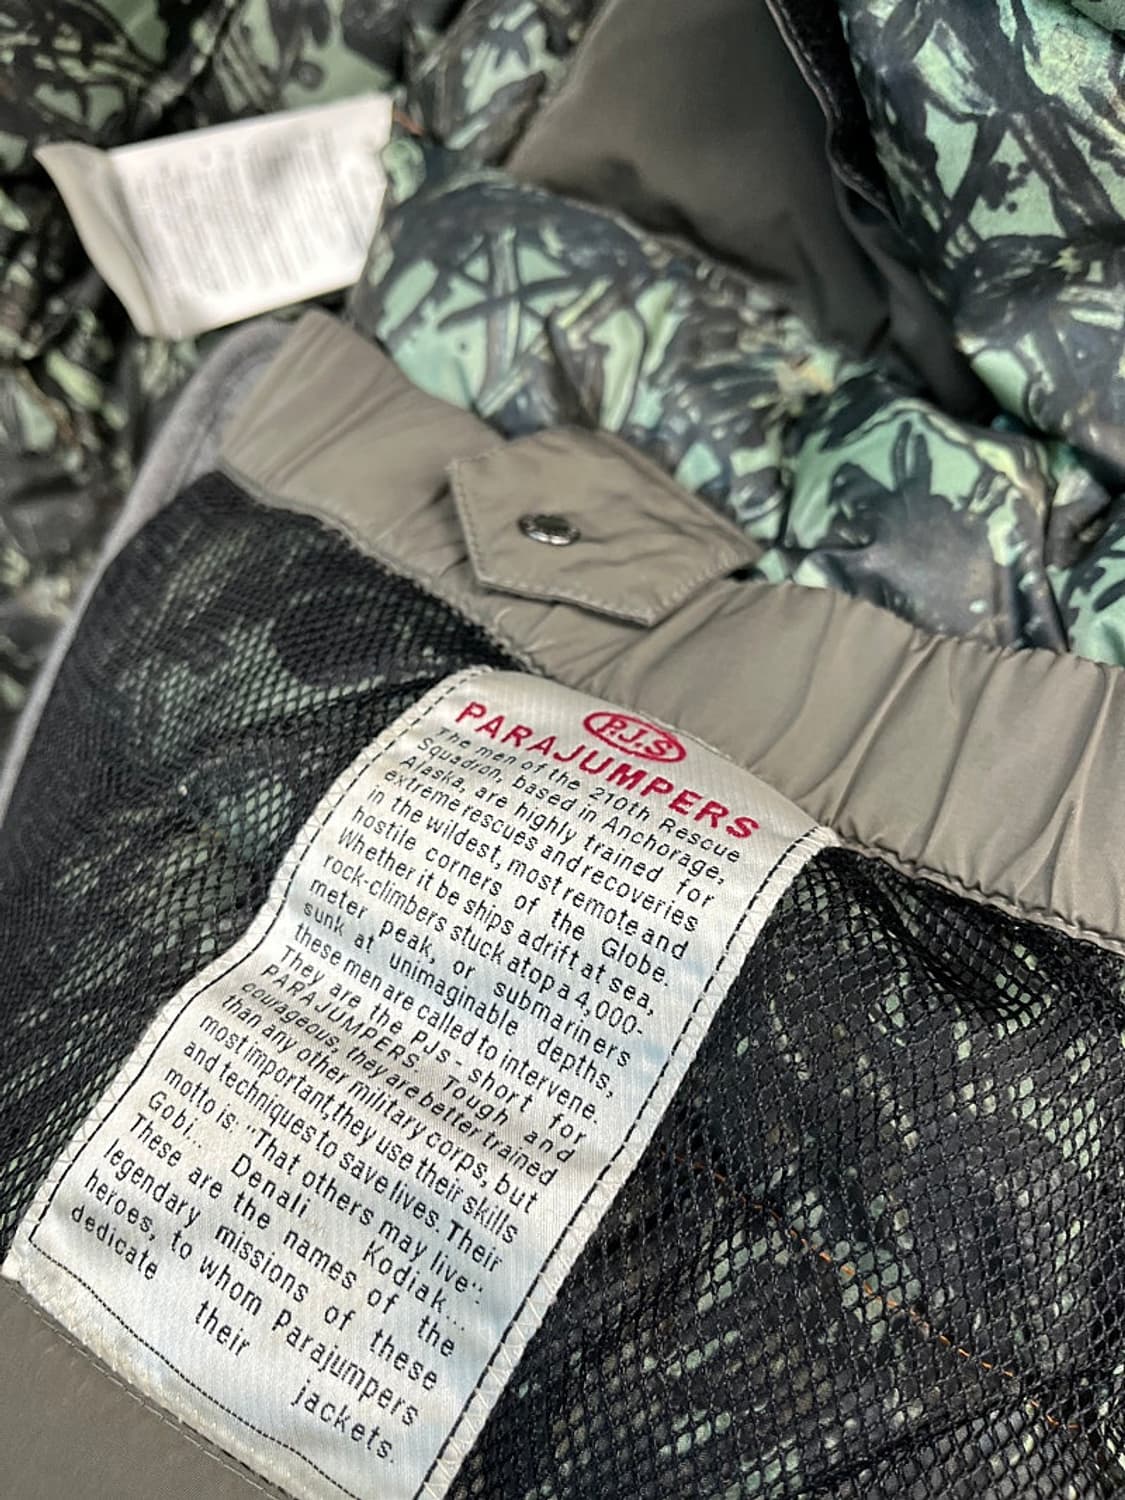 P.J.S
PARAJUMPERS
The men of the 210th Rescue
Squadron, based in Anchorage,
Alaska, are highly trained for
extreme rescues and recoveries
in the wildest, most remote and
hostile corners of the Globe.
Whether it be ships adrift at sea,
rock-climbers stuck atop a 4,000-
meter peak, or submariners
sunk at unimaginable depths,
these men are called to intervene.
They are the PJS - short for
PARAJUMPERS - Tough and
courageous, they are better trained
than any other military corps, but
most important, they use their skills
and techniques to save lives. Their
motto is: "That others may live".
Gobi... Denali... Kodiak...
These are the names of the
legendary missions of these
heroes, to whom Parajumpers
dedicate their jackets.